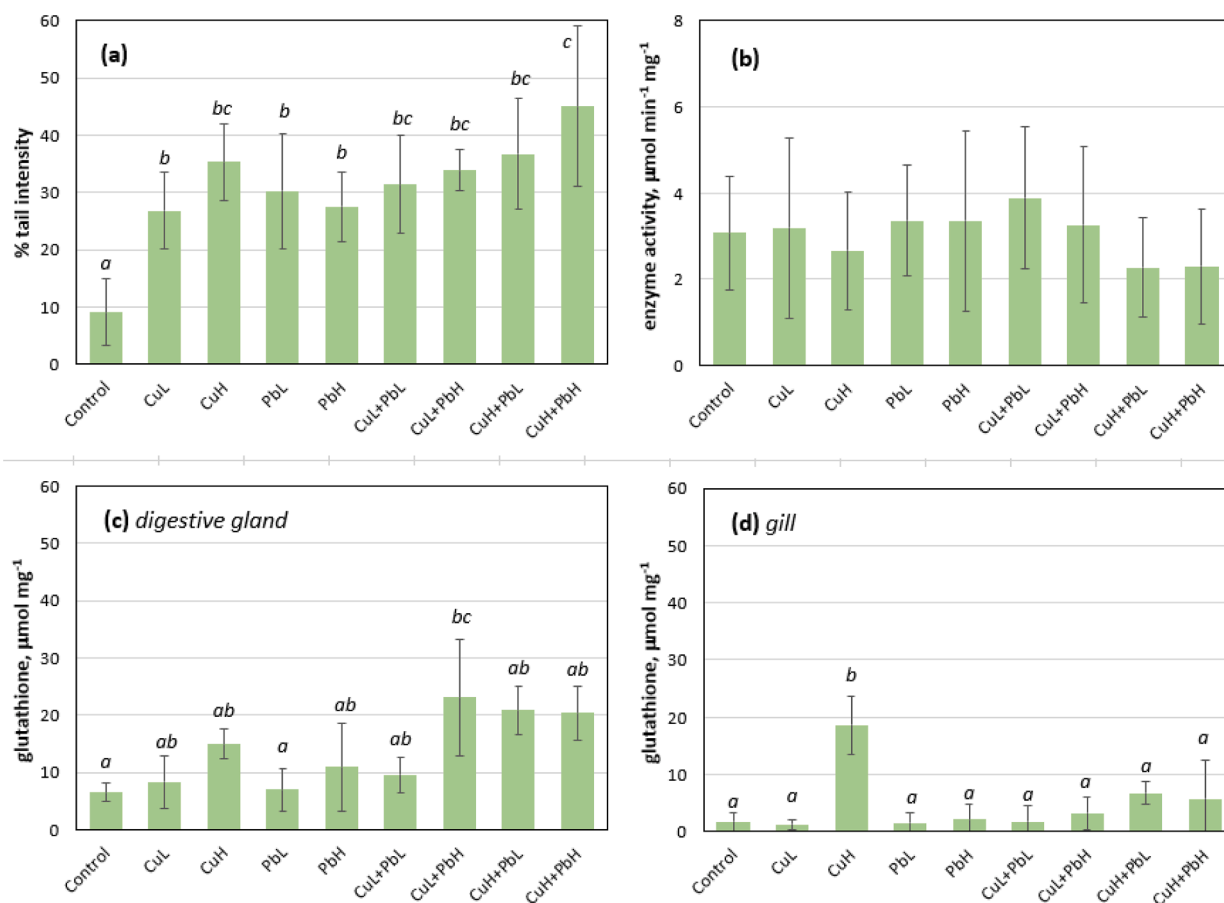 (a)
% tail intensity
60
50
40
30
20
10
0
a
b
bc
b
b
bc
bc
bc
c
Control
CuL
CuH
PbL
PbH
CuL+PbL
CuL+PbH
CuH+PbL
CuH+PbH
(b)
enzyme activity, µmol min⁻¹ mg⁻¹
8
6
4
2
0
Control
CuL
CuH
PbL
PbH
CuL+PbL
CuL+PbH
CuH+PbL
CuH+PbH
(c) digestive gland
glutathione, µmol mg⁻¹
60
50
40
30
20
10
0
a
ab
ab
a
ab
ab
bc
ab
ab
Control
CuL
CuH
PbL
PbH
CuL+PbL
CuL+PbH
CuH+PbL
CuH+PbH
(d) gill
glutathione, µmol mg⁻¹
60
50
40
30
20
10
0
a
a
b
a
a
a
a
a
a
Control
CuL
CuH
PbL
PbH
CuL+PbL
CuL+PbH
CuH+PbL
CuH+PbH